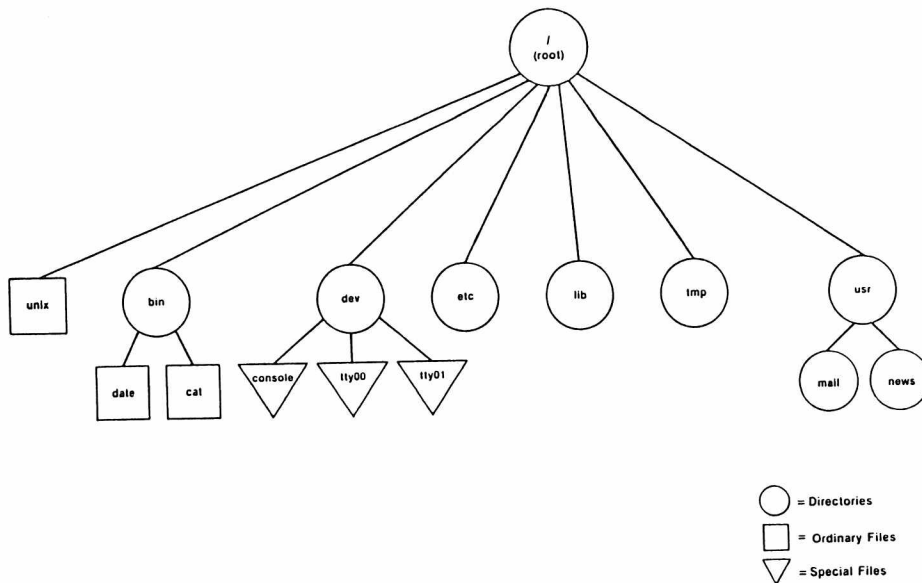 /
(root)
unix
bin
dev
etc
lib
tmp
usr
date
cat
console
tty00
tty01
mail
news
= Directories
= Ordinary Files
= Special Files